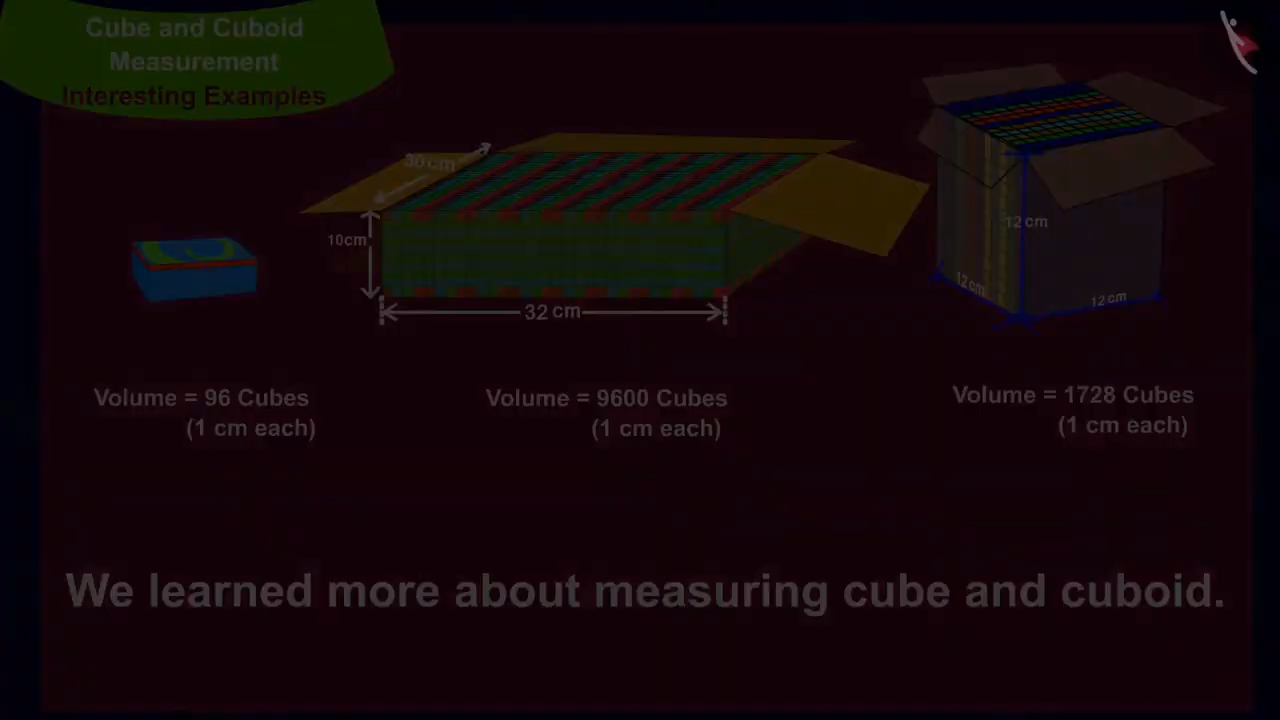 Cube and Cuboid
Measurement
Interesting Examples
30 cm
10cm
32 cm
12 cm
12 cm
12 cm
Volume = 96 Cubes
(1 cm each)
Volume = 9600 Cubes
(1 cm each)
Volume = 1728 Cubes
(1 cm each)
We learned more about measuring cube and cuboid.